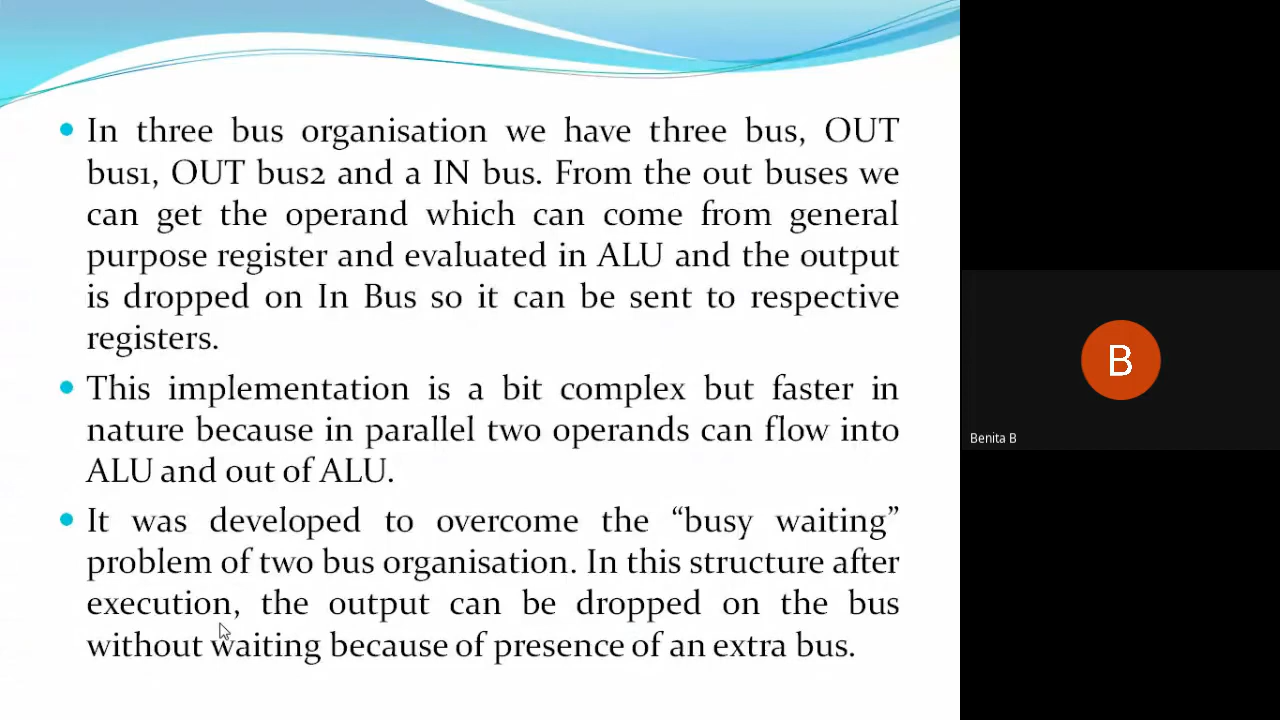 In three bus organisation we have three bus, OUT
bus1, OUT bus2 and a IN bus. From the out buses we
can get the operand which can come from general
purpose register and evaluated in ALU and the output
is dropped on In Bus so it can be sent to respective
registers.
This implementation is a bit complex but faster in
nature because in parallel two operands can flow into
ALU and out of ALU.
It was developed to overcome the “busy waiting”
problem of two bus organisation. In this structure after
execution, the output can be dropped on the bus
without waiting because of presence of an extra bus.
B
Benita B